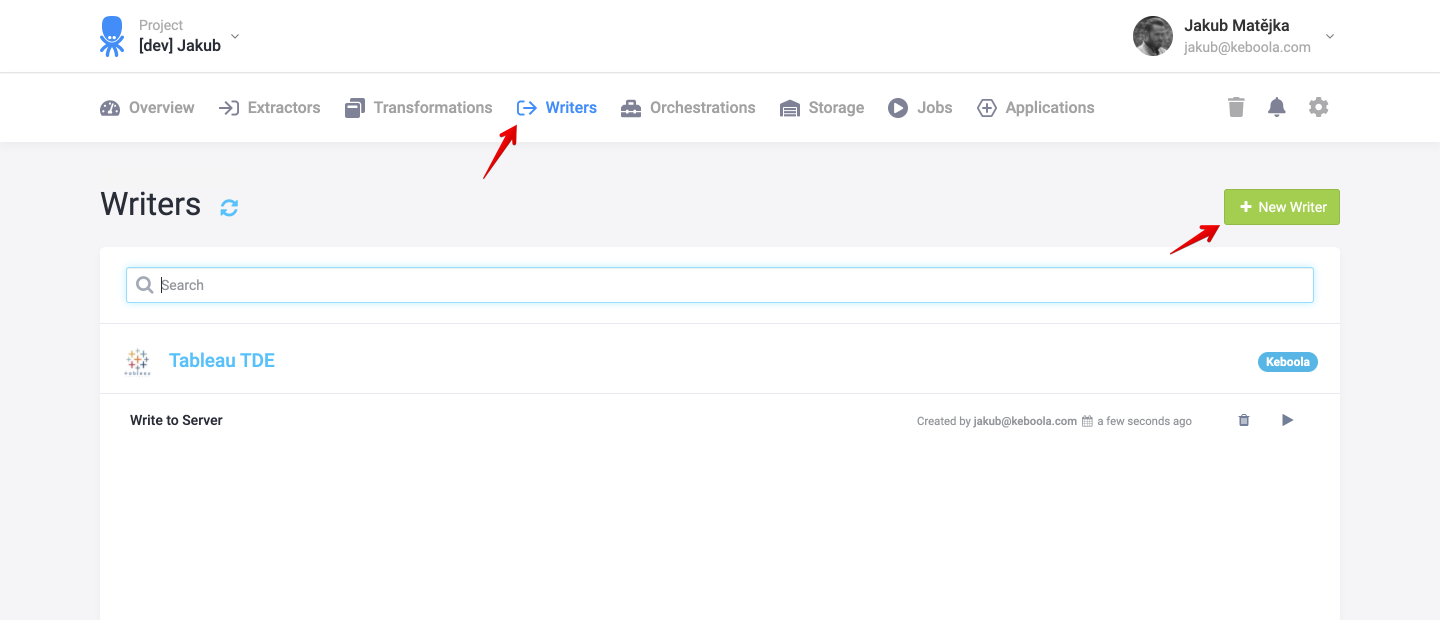 Project
[dev] Jakub
Jakub Matějka
jakub@keboola.com
Overview Extractors Transformations Writers Orchestrations Storage Jobs Applications
Writers
New Writer
Search
Tableau TDE
Keboola
Write to Server
Created by jakub@keboola.com a few seconds ago